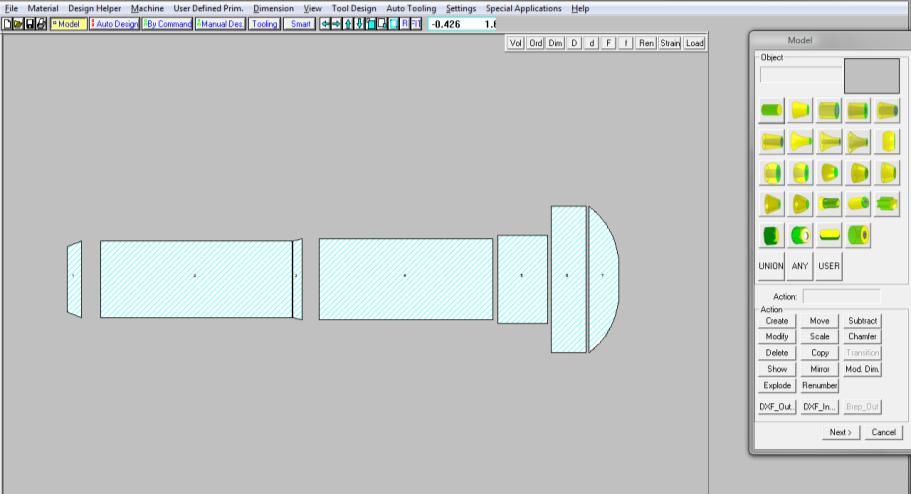 File Material Design Helper Machine User Defined Prim. Dimension View Tool Design Auto Tooling Settings Special Applications Help
Model Auto Design By Command Manual Des. Tooling Smart R FIT -0.426
Vol Ord Dim D d F f Ren Strain Load
Model
Object
1 2 3 4 5 6 7
UNION ANY USER
Action:
Action
Create Move Subtract
Modify Scale Chamfer
Delete Copy Transition
Show Mirror Mod. Dim.
Explode Renumber
DXF_Out.. DXF_In... Brep_Out
Next > Cancel